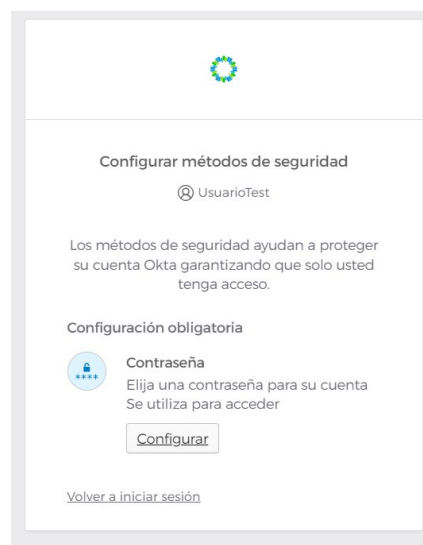 Configurar métodos de seguridad
UsuarioTest
Los métodos de seguridad ayudan a proteger
su cuenta Okta garantizando que solo usted
tenga acceso.
Configuración obligatoria
****
Contraseña
Elija una contraseña para su cuenta
Se utiliza para acceder
Configurar
Volver a iniciar sesión